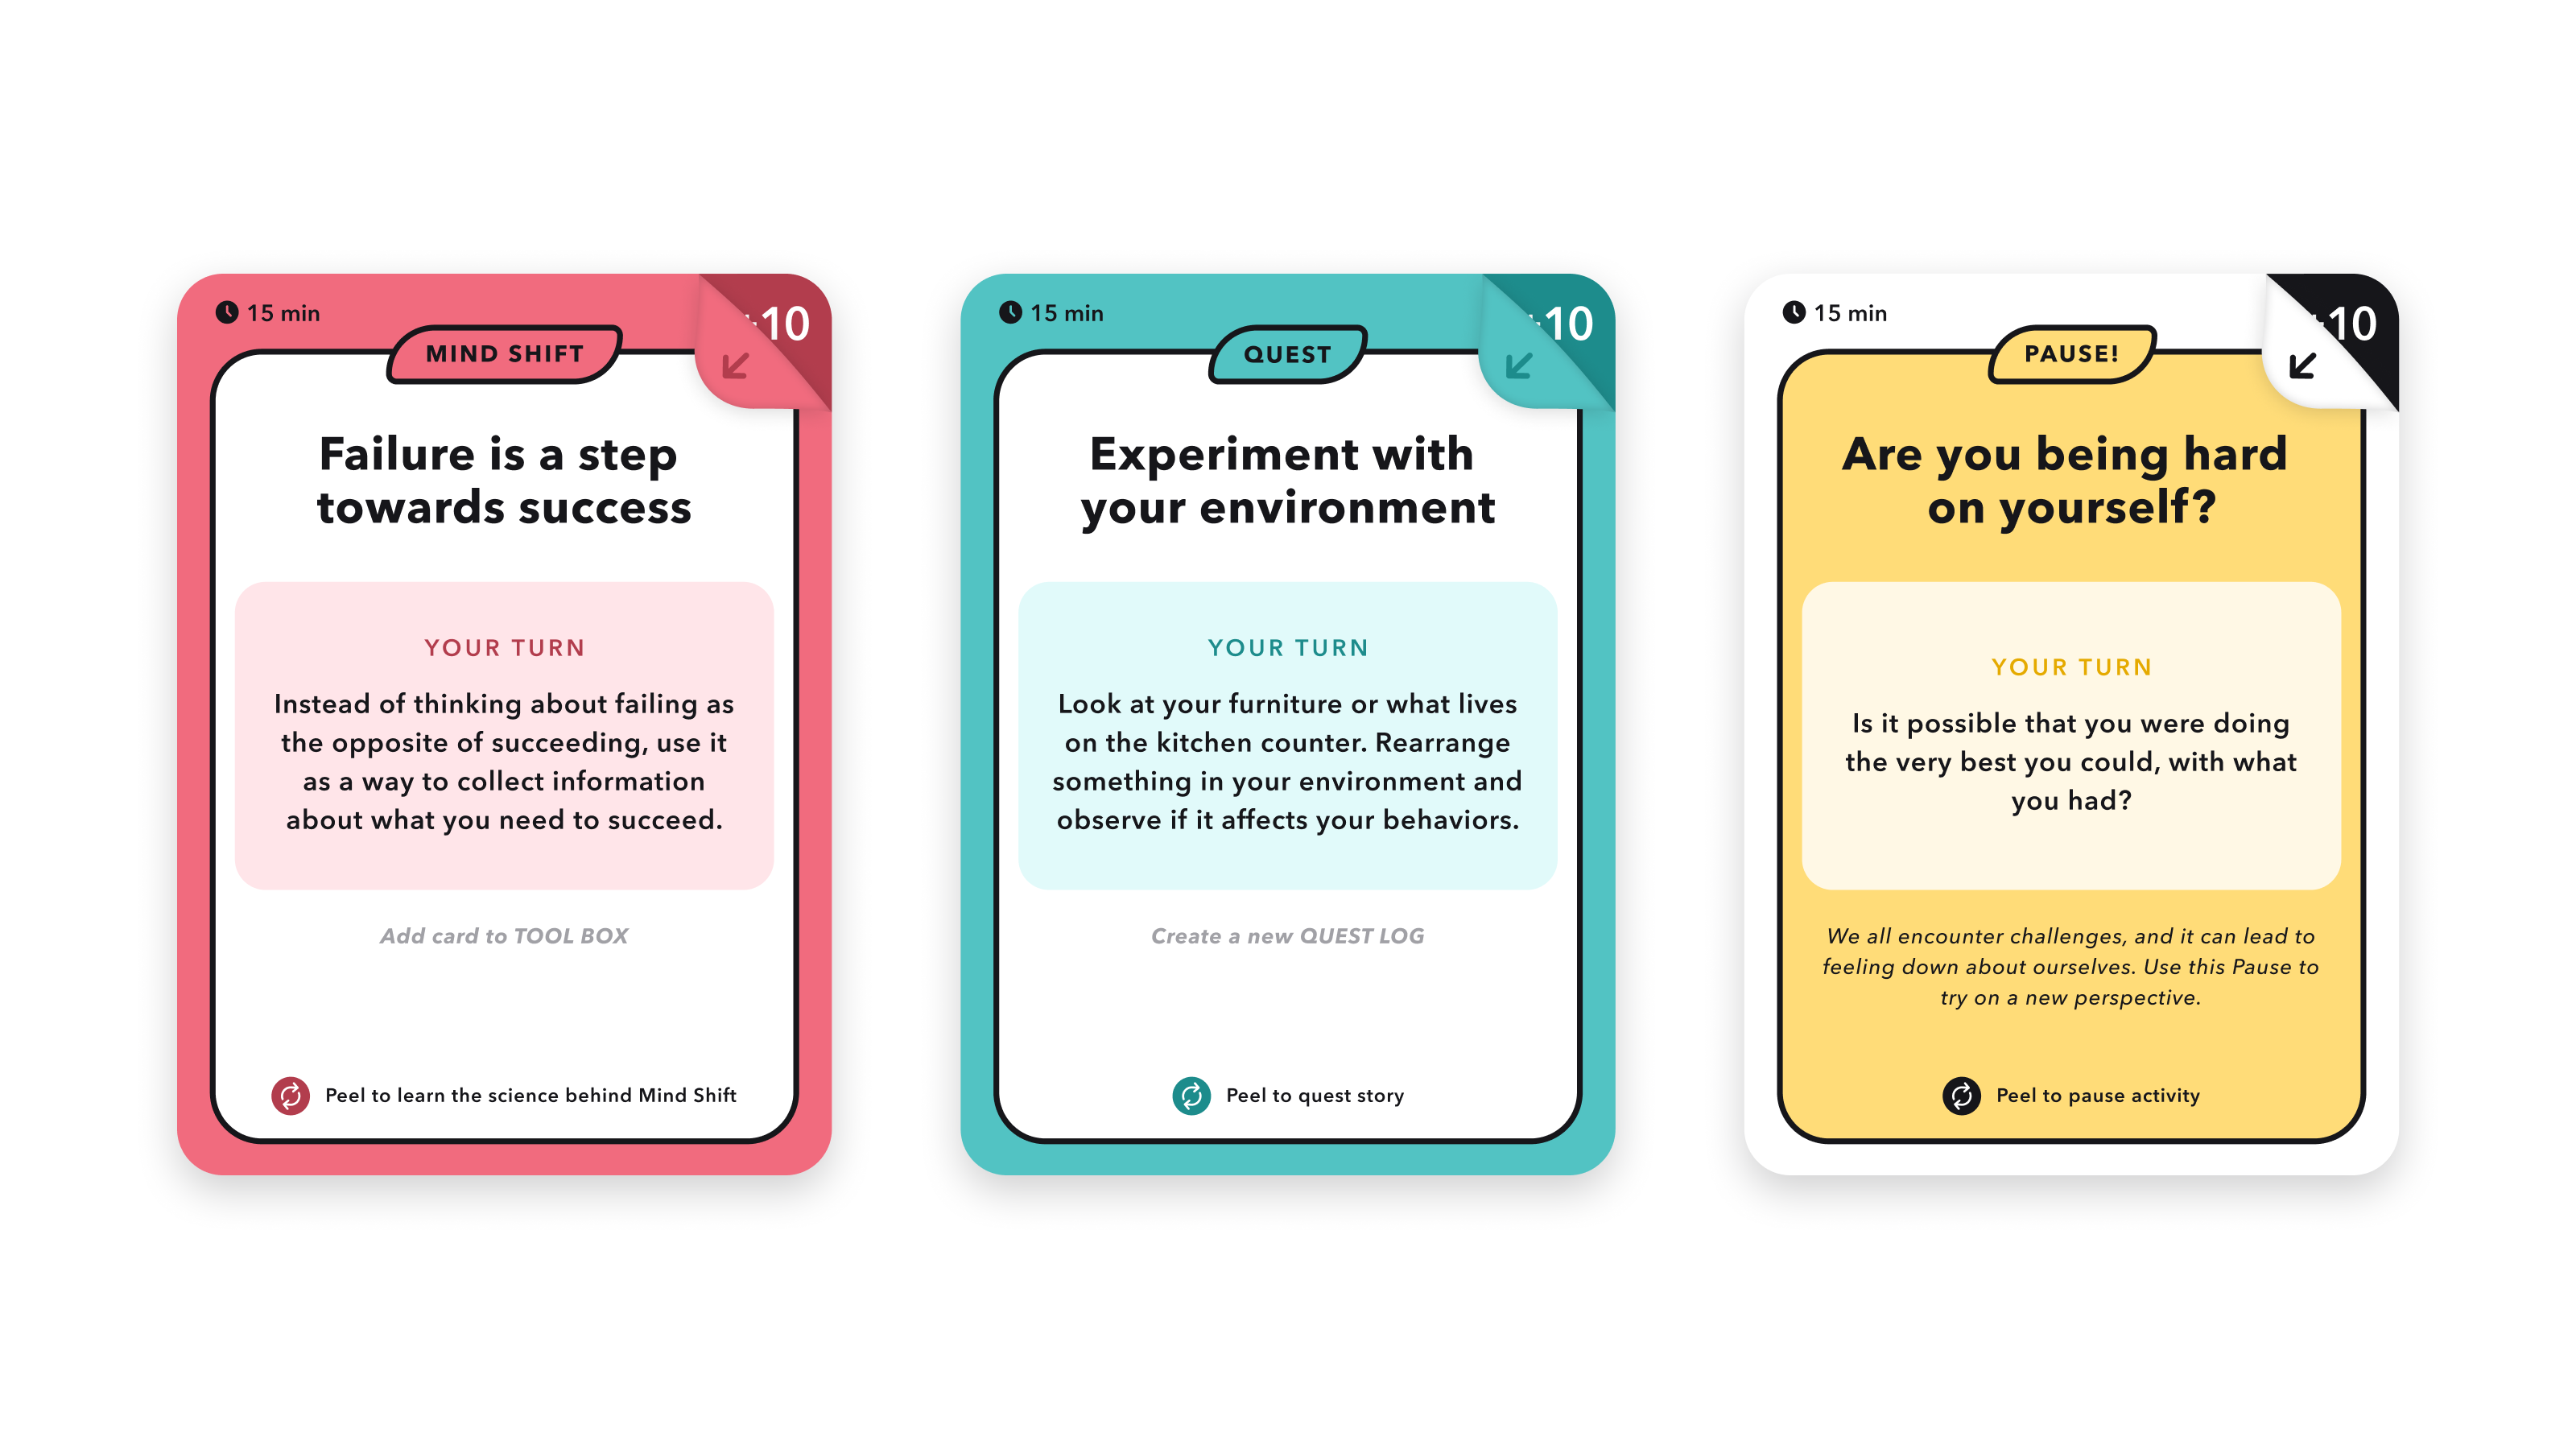 15 min
+10
MIND SHIFT
Failure is a step
towards success
YOUR TURN
Instead of thinking about failing as
the opposite of succeeding, use it
as a way to collect information
about what you need to succeed.
Add card to TOOL BOX
Peel to learn the science behind Mind Shift
15 min
+10
QUEST
Experiment with
your environment
YOUR TURN
Look at your furniture or what lives
on the kitchen counter. Rearrange
something in your environment and
observe if it affects your behaviors.
Create a new QUEST LOG
Peel to quest story
15 min
+10
PAUSE!
Are you being hard
on yourself?
YOUR TURN
Is it possible that you were doing
the very best you could, with what
you had?
We all encounter challenges, and it can lead to
feeling down about ourselves. Use this Pause to
try on a new perspective.
Peel to pause activity